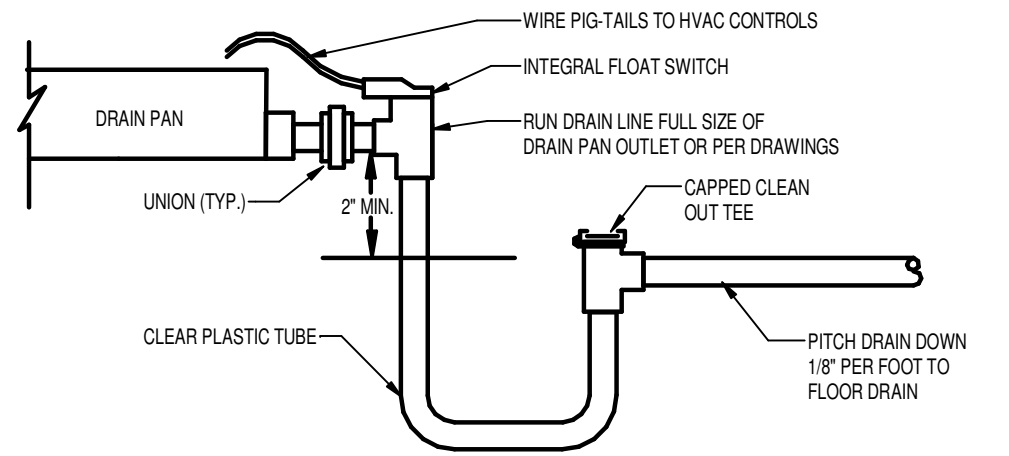 WIRE PIG-TAILS TO HVAC CONTROLS
INTEGRAL FLOAT SWITCH
DRAIN PAN
RUN DRAIN LINE FULL SIZE OF
DRAIN PAN OUTLET OR PER DRAWINGS
UNION (TYP.)
2" MIN.
CAPPED CLEAN
OUT TEE
CLEAR PLASTIC TUBE
PITCH DRAIN DOWN
1/8" PER FOOT TO
FLOOR DRAIN